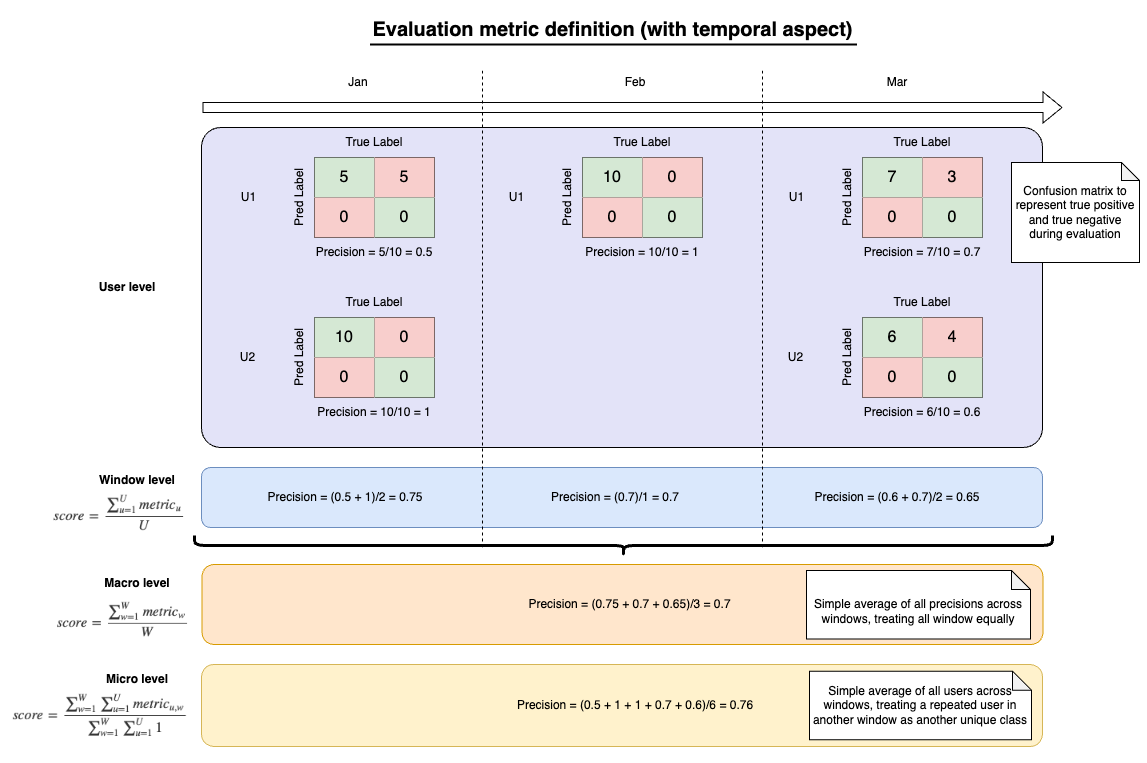 Evaluation metric definition (with temporal aspect)
Jan
Feb
Mar
True Label
True Label
True Label
U1
Pred Label
5
5
0
0
Precision = 5/10 = 0.5
U1
Pred Label
10
0
0
0
Precision = 10/10 = 1
U1
Pred Label
7
3
0
0
Precision = 7/10 = 0.7
Confusion matrix to
represent true positive
and true negative
during evaluation
User level
True Label
U2
Pred Label
10
0
0
0
Precision = 10/10 = 1
True Label
U2
Pred Label
6
4
0
0
Precision = 6/10 = 0.6
Window level
score = \frac{\sum_{u=1}^{U} metric_u}{U}
Precision = (0.5 + 1)/2 = 0.75
Precision = (0.7)/1 = 0.7
Precision = (0.6 + 0.7)/2 = 0.65
Macro level
score = \frac{\sum_{w=1}^{W} metric_w}{W}
Precision = (0.75 + 0.7 + 0.65)/3 = 0.7
Simple average of all precisions across
windows, treating all window equally
Micro level
score = \frac{\sum_{w=1}^{W} \sum_{u=1}^{U} metric_{u,w}}{\sum_{w=1}^{W} \sum_{u=1}^{U} 1}
Precision = (0.5 + 1 + 1 + 0.7 + 0.6)/6 = 0.76
Simple average of all users across
windows, treating a repeated user in
another window as another unique class